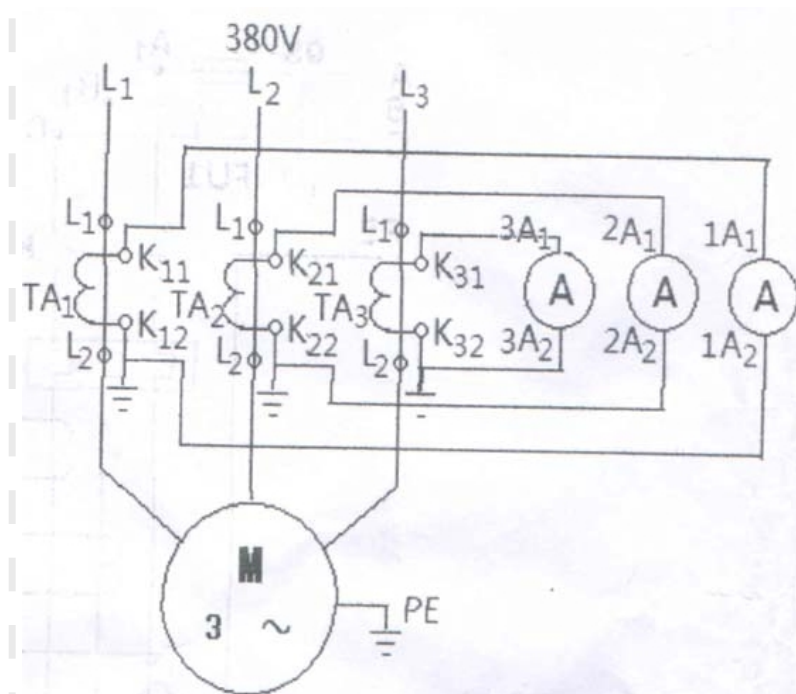 380V
L1 L2 L3
L1 L1 L1 3A1 2A1 1A1
K11 K21 K31
TA1 TA2 TA3 A A A
K12 K22 K32 3A2 2A2 1A2
L2 L2 L2
M
3 ~ PE